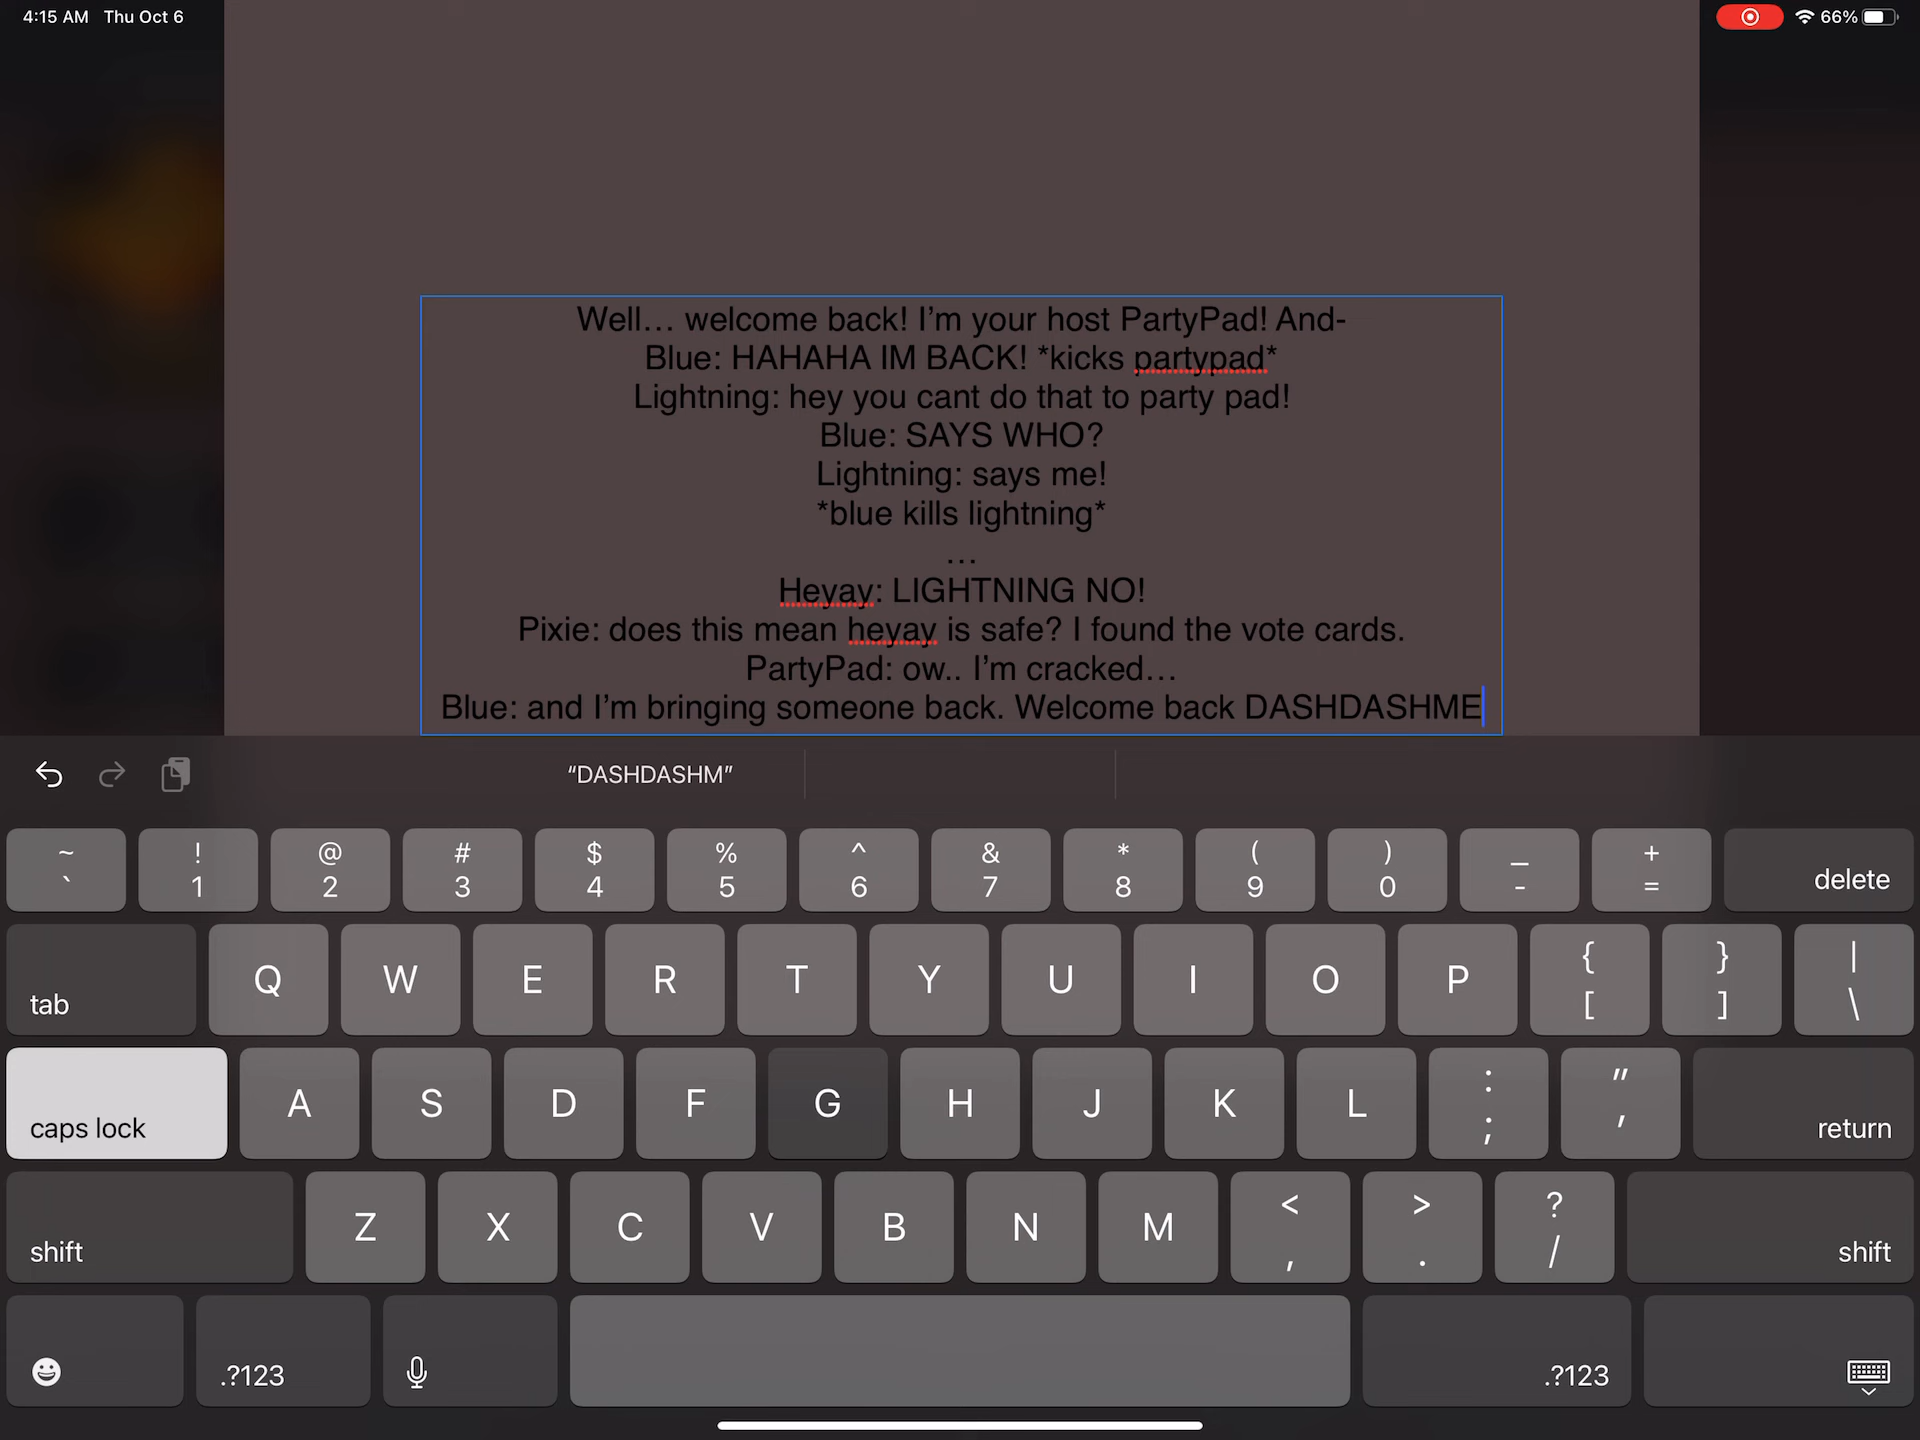 4:15 AM Thu Oct 6
66%
Well… welcome back! I’m your host PartyPad! And-
Blue: HAHAHA IM BACK! *kicks partypad*
Lightning: hey you cant do that to party pad!
Blue: SAYS WHO?
Lightning: says me!
*blue kills lightning*
…
Heyay: LIGHTNING NO!
Pixie: does this mean heyay is safe? I found the vote cards.
PartyPad: ow.. I’m cracked…
Blue: and I’m bringing someone back. Welcome back DASHDASHME
“DASHDASHM”
~ ! @ # $ % ^ & * ( ) _ +
` 1 2 3 4 5 6 7 8 9 0 - = delete
tab Q W E R T Y U I O P { [ } ] | \
caps lock A S D F G H J K L : ; " ' return
shift Z X C V B N M < , > . ? / shift
.?123 .?123